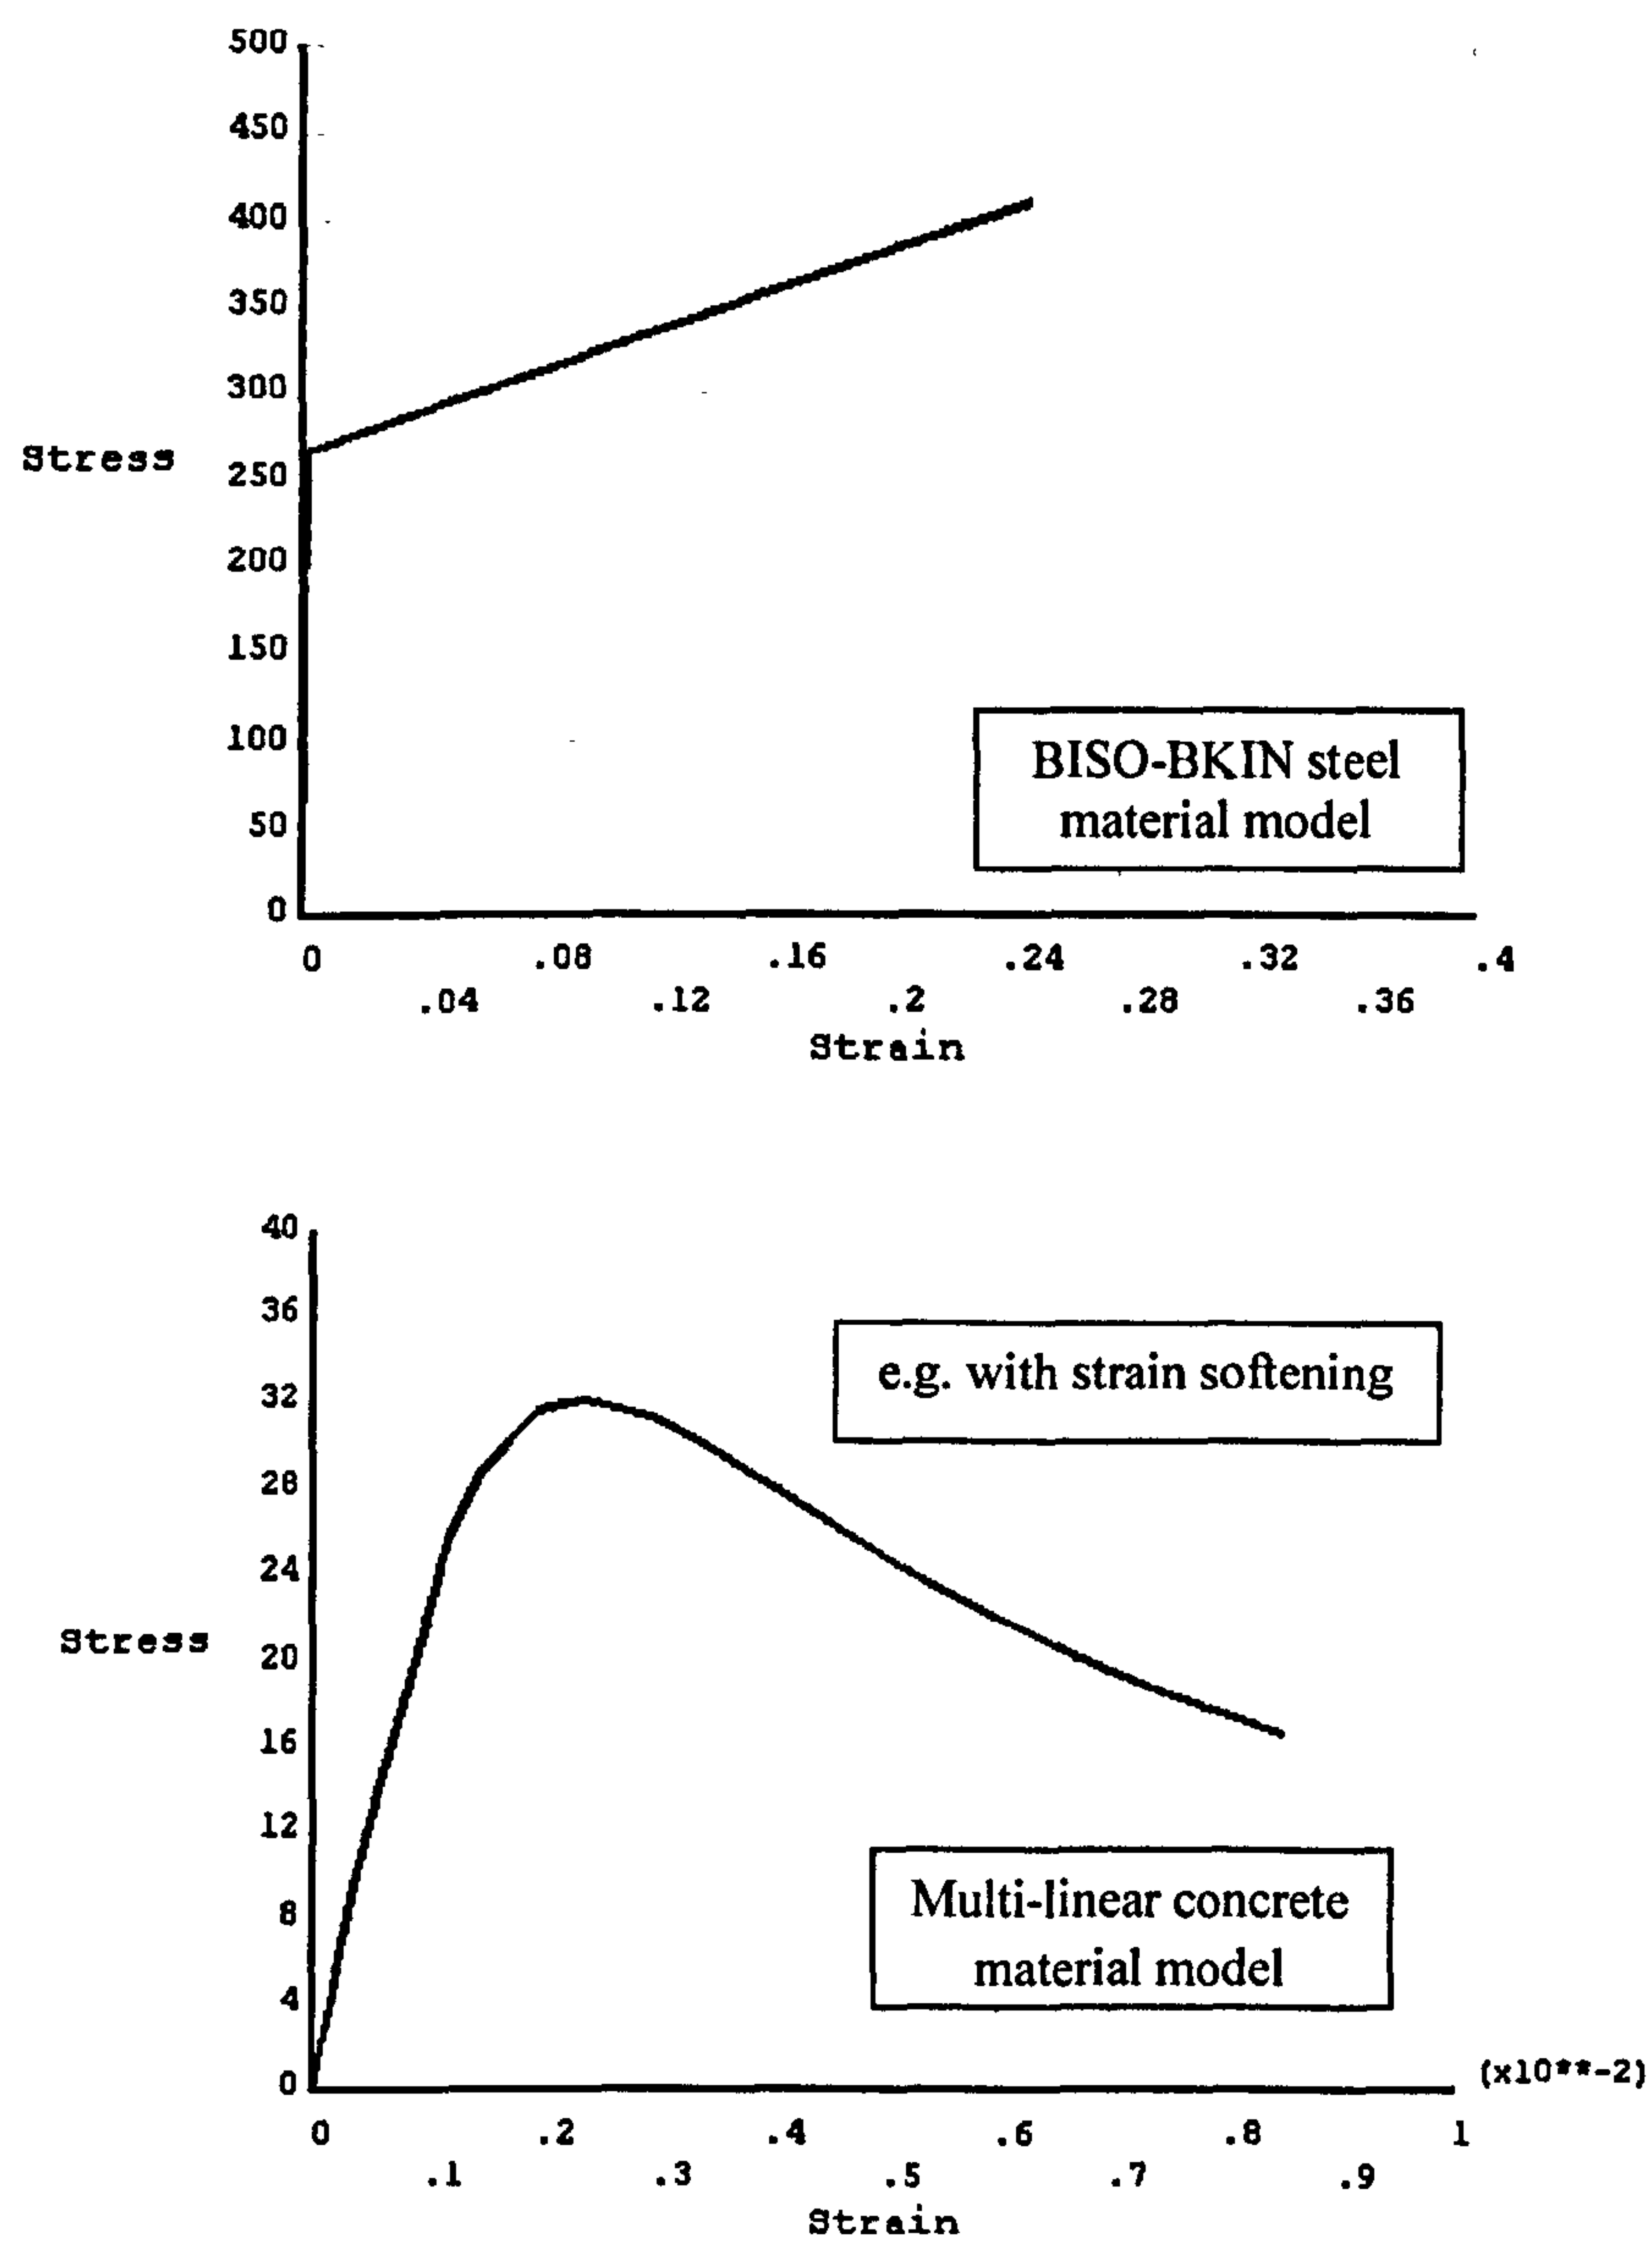 500
450
400
350
300
Stress
250
200
150
100
50
0
BISO-BKIN steel
material model
0 .08 .16 .24 .32 .4
.04 .12 .2 .28 .36
Strain
40
36
32
28
24
Stress
20
16
12
8
4
0
e.g. with strain softening
Multi-linear concrete
material model
(x10**-2)
0 .2 .4 .6 .8 1
.1 .3 .5 .7 .9
Strain